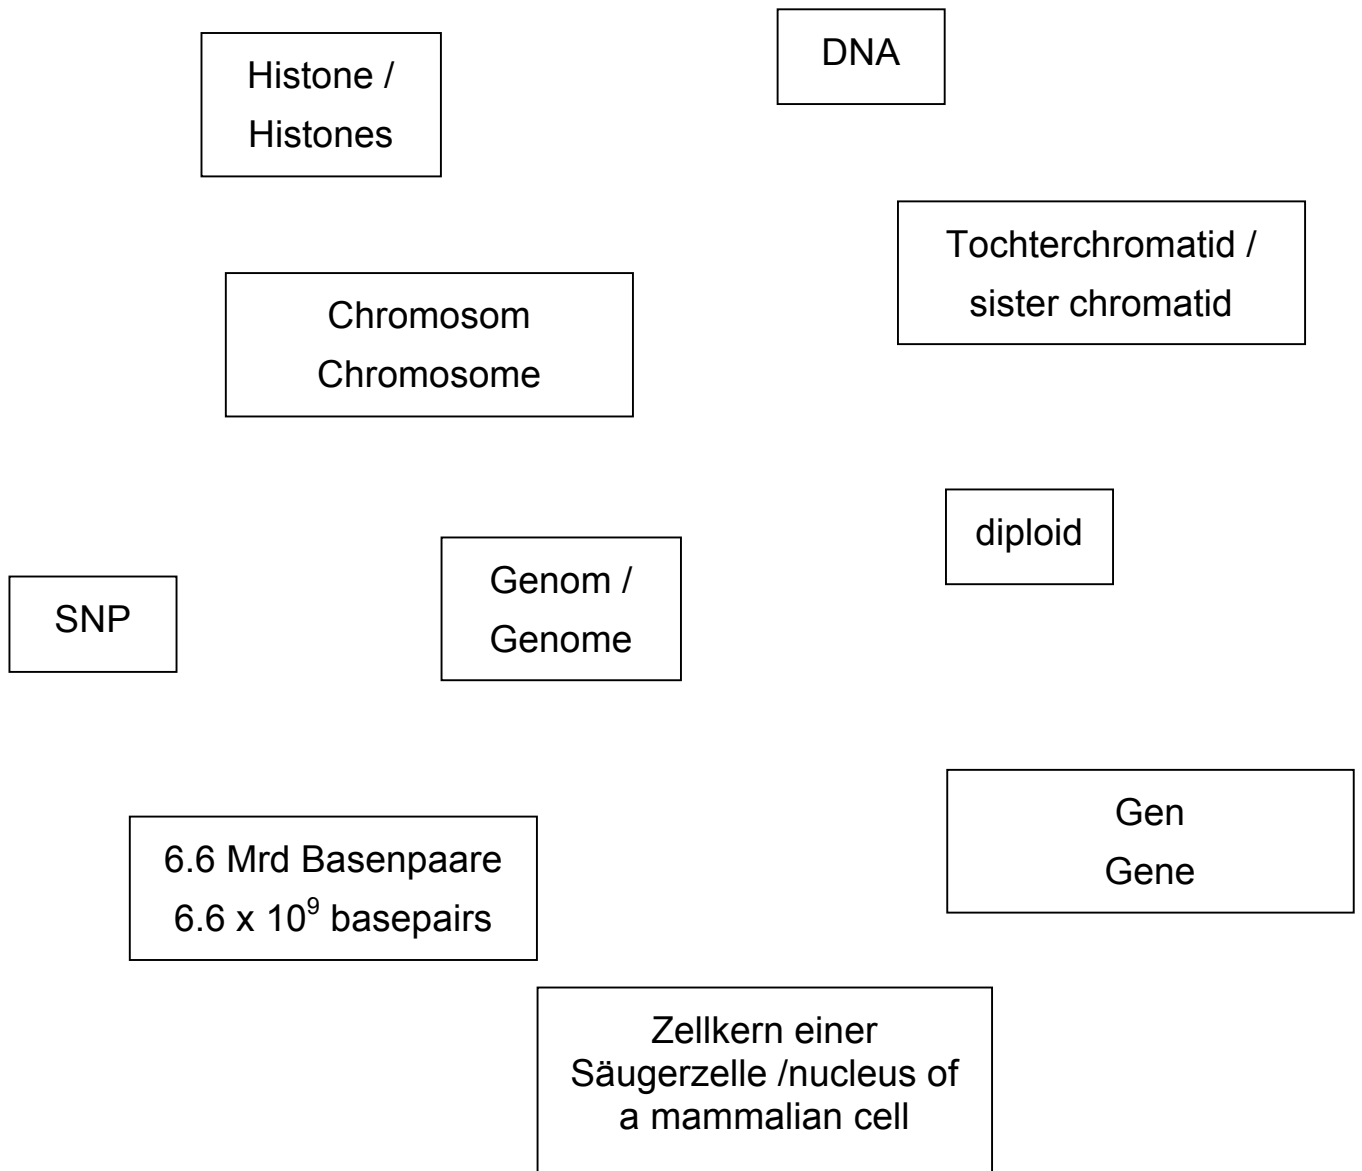 DNA
Histone /
Histones
Tochterchromatid /
sister chromatid
Chromosom
Chromosome
diploid
Genom /
Genome
SNP
Gen
Gene
6.6 Mrd Basenpaare
6.6 x 10⁹ basepairs
Zellkern einer
Säugerzelle /nucleus of
a mammalian cell